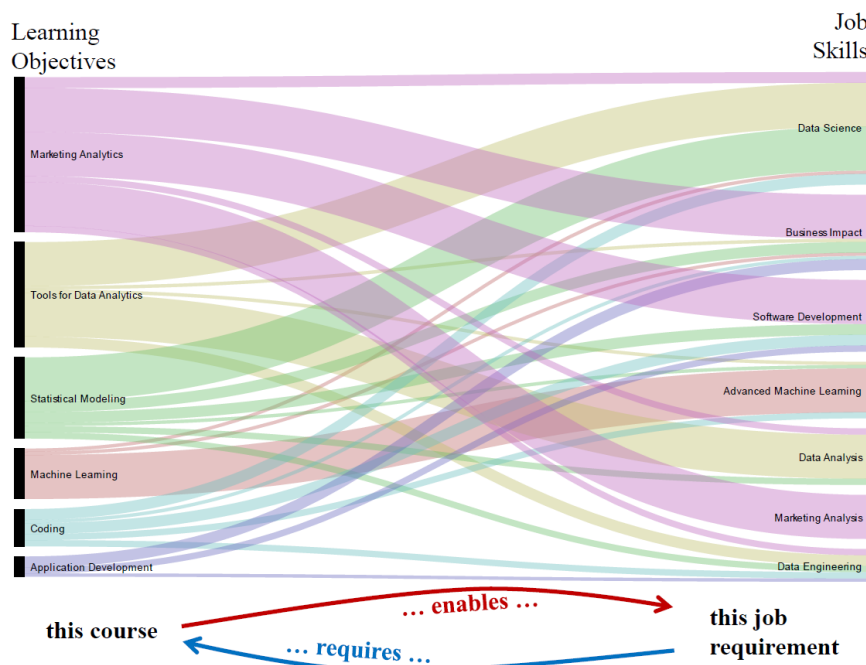 Learning
Objectives
Job
Skills
Marketing Analytics
Tools for Data Analytics
Statistical Modeling
Machine Learning
Coding
Application Development
Data Science
Business Impact
Software Development
Advanced Machine Learning
Data Analysis
Marketing Analysis
Data Engineering
this course
... enables ...
... requires ...
this job
requirement